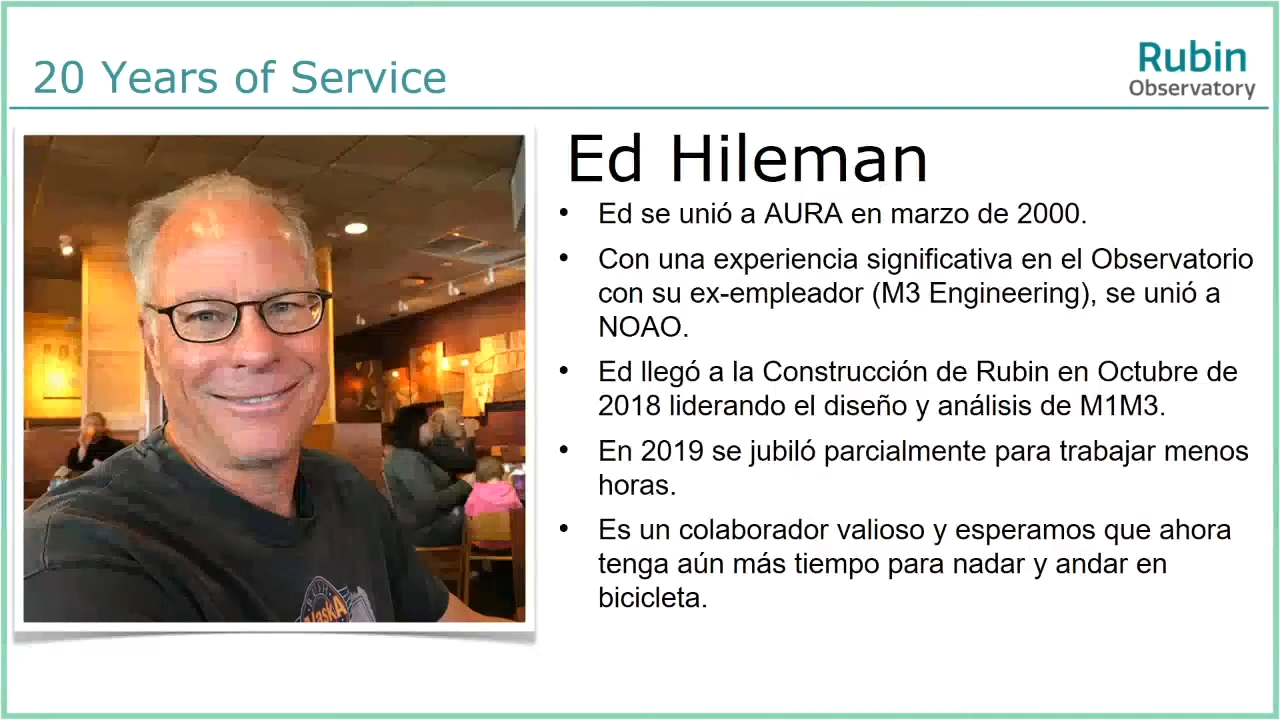 20 Years of Service
Rubin
Observatory
Ed Hileman
• Ed se unió a AURA en marzo de 2000.
• Con una experiencia significativa en el Observatorio
con su ex-empleador (M3 Engineering), se unió a
NOAO.
• Ed llegó a la Construcción de Rubin en Octubre de
2018 liderando el diseño y análisis de M1M3.
• En 2019 se jubiló parcialmente para trabajar menos
horas.
• Es un colaborador valioso y esperamos que ahora
tenga aún más tiempo para nadar y andar en
bicicleta.
AlaskA